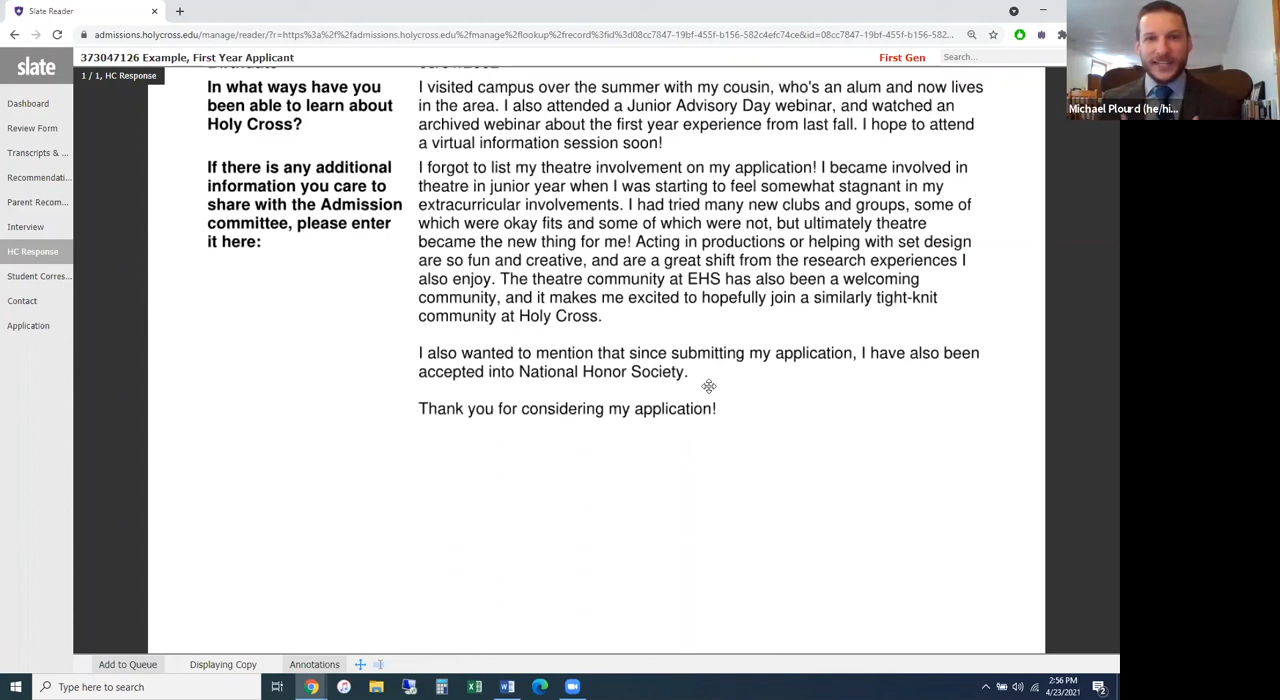 Slate Reader
admissions.holycross.edu/manage/reader/?r=https%3a%2f%2fadmissions.holycross.edu%2fmanage%2flookup%2frecord%3fid%3d08cc7847-19bf-455f-b156-582c4efc74ce&id=08cc7847-19bf-455f-b156-582...
slate
373047126 Example, First Year Applicant
First Gen
Search...
1 / 1, HC Response
Dashboard
Review Form
Transcripts & ...
Recommendati...
Parent Recom...
Interview
HC Response
Student Corres...
Contact
Application
In what ways have you
been able to learn about
Holy Cross?
I visited campus over the summer with my cousin, who's an alum and now lives
in the area. I also attended a Junior Advisory Day webinar, and watched an
archived webinar about the first year experience from last fall. I hope to attend
a virtual information session soon!
If there is any additional
information you care to
share with the Admission
committee, please enter
it here:
I forgot to list my theatre involvement on my application! I became involved in
theatre in junior year when I was starting to feel somewhat stagnant in my
extracurricular involvements. I had tried many new clubs and groups, some of
which were okay fits and some of which were not, but ultimately theatre
became the new thing for me! Acting in productions or helping with set design
are so fun and creative, and are a great shift from the research experiences I
also enjoy. The theatre community at EHS has also been a welcoming
community, and it makes me excited to hopefully join a similarly tight-knit
community at Holy Cross.
I also wanted to mention that since submitting my application, I have also been
accepted into National Honor Society.
Thank you for considering my application!
Michael Plourd (he/hi...
Add to Queue
Displaying Copy
Annotations
Type here to search
2:56 PM
4/23/2021
2